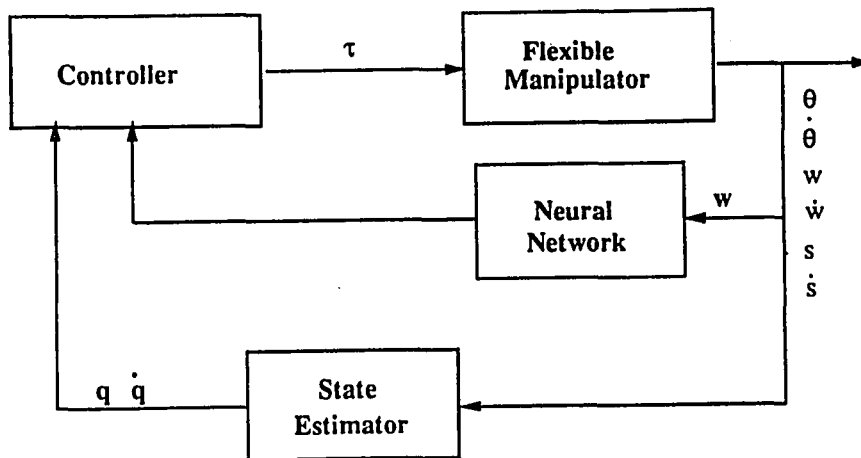 Controller
τ
Flexible
Manipulator
θ
θ̇
w
ẇ
s
ṡ
w
Neural
Network
q q̇
State
Estimator